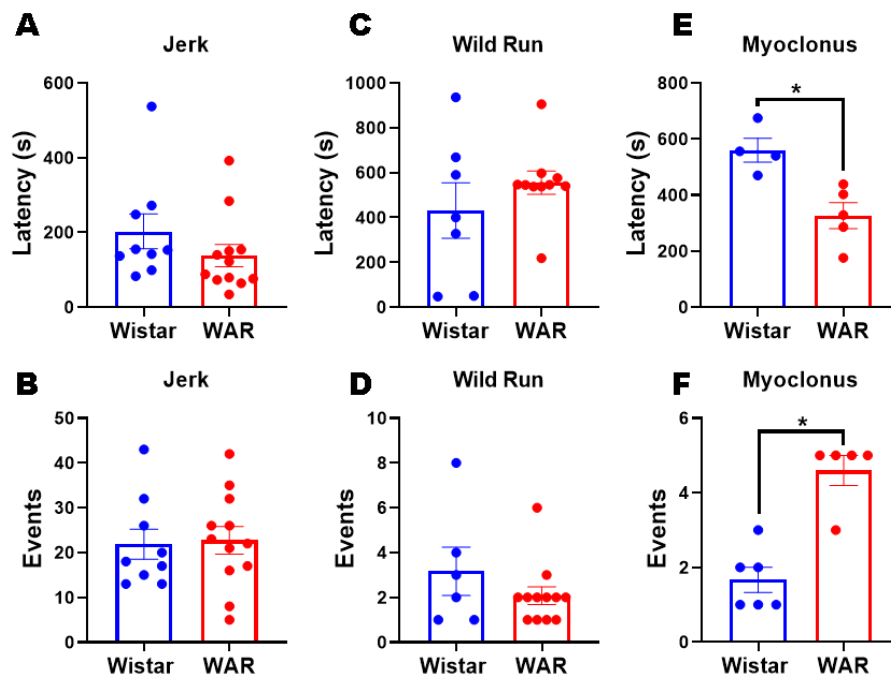 A
Jerk
Latency (s)
600
400
200
0
Wistar WAR
C
Wild Run
Latency (s)
1000
800
600
400
200
0
Wistar WAR
E
Myoclonus
*
Latency (s)
800
600
400
200
0
Wistar WAR
B
Jerk
Events
50
40
30
20
10
0
Wistar WAR
D
Wild Run
Events
10
8
6
4
2
0
Wistar WAR
F
Myoclonus
*
Events
6
4
2
0
Wistar WAR